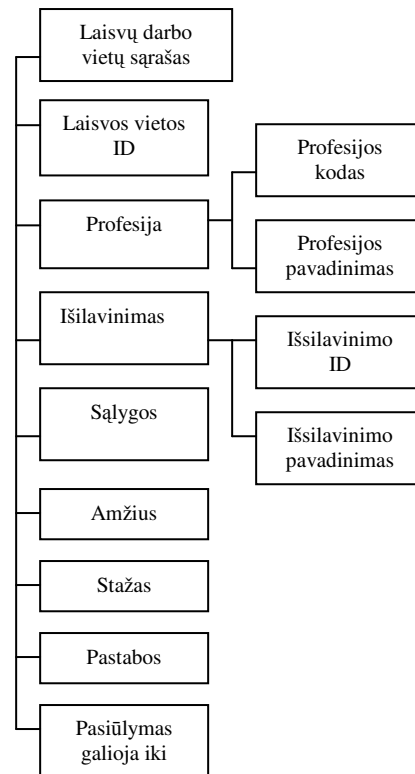 Laisvų darbo
vietų sąrašas
Laisvos vietos
ID
Profesija
Profesijos
kodas
Profesijos
pavadinimas
Išilavinimas
Išsilavinimo
ID
Išsilavinimo
pavadinimas
Sąlygos
Amžius
Stažas
Pastabos
Pasiūlymas
galioja iki